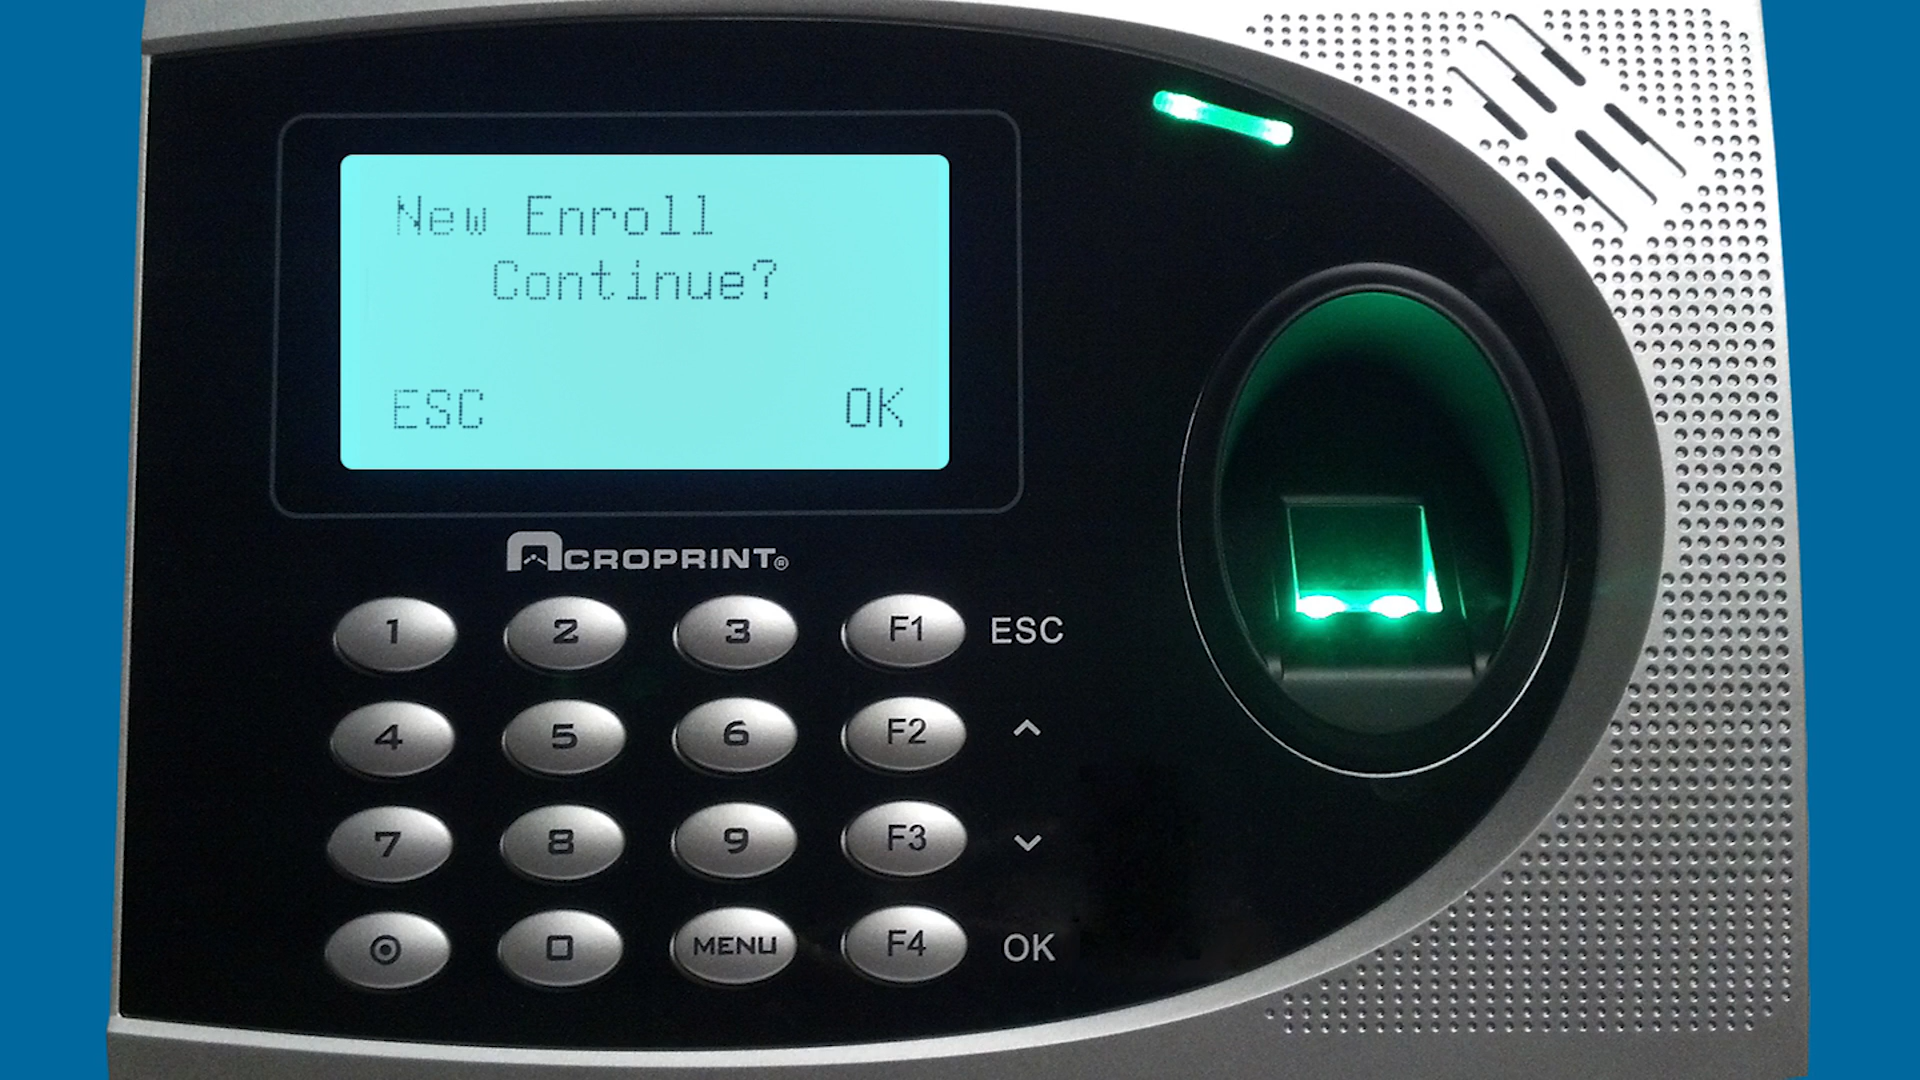 New Enroll
Continue?
ESC OK
ACROPRINT®
1 2 3 F1 ESC
4 5 6 F2
7 8 9 F3
0 MENU F4 OK